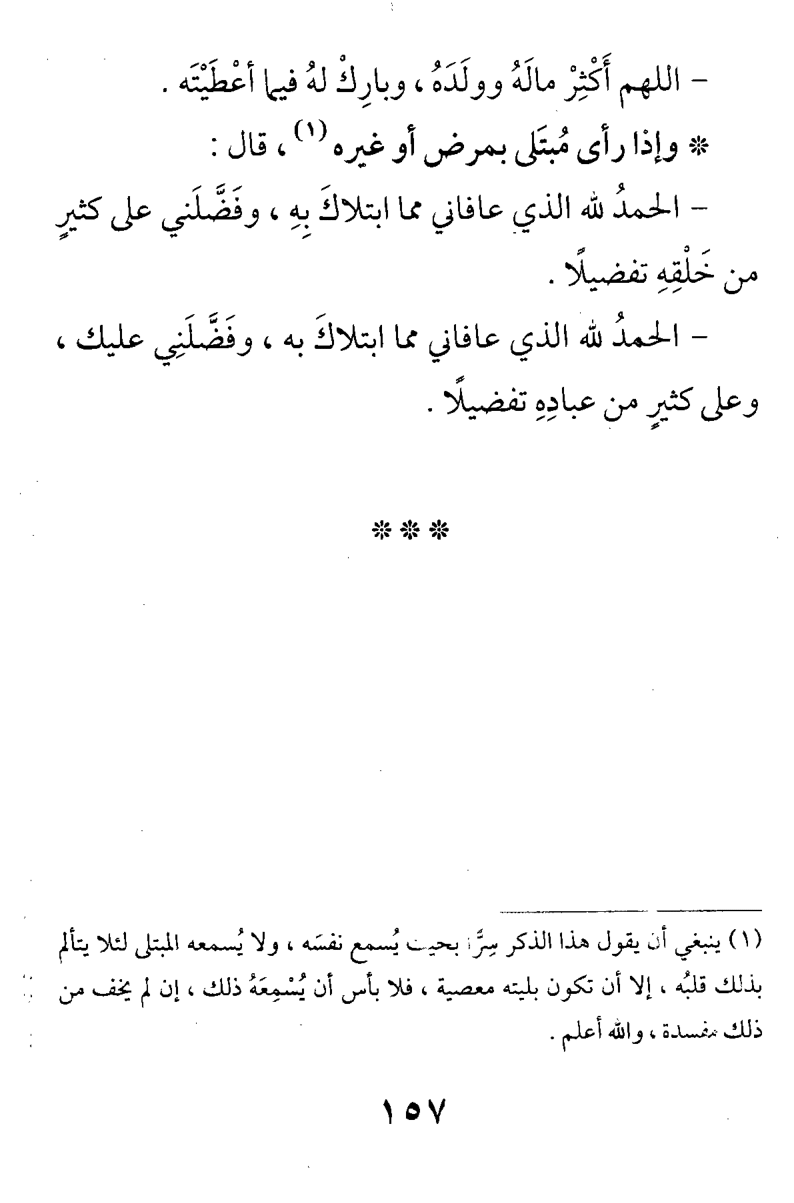 – اللهم أَكْثِرْ مالَهُ وولَدَهُ ، وبارِكْ لهُ فيما أعْطَيْتَه .
❊ وإذا رأى مُبتَلى بمرض أو غيره (١) ، قال :
– الحمدُ لله الذي عافاني مما ابتلاكَ بِهِ ، وفَضَّلَني على كثيرٍ
من خَلْقِهِ تفضيلًا .
– الحمدُ لله الذي عافاني مما ابتلاكَ به ، وفَضَّلَنِي عليك ،
وعلى كثيرٍ من عبادِهِ تفضيلًا .
❊ ❊ ❊
(١) ينبغي أن يقول هذا الذكر سِرًّا بحيث يُسمع نفسَه ، ولا يُسمعه المبتلى لئلا يتألم
بذلك قلبُه ، إلا أن تكون بليته معصية ، فلا بأس أن يُسْمِعَهُ ذلك ، إن لم يخف من
ذلك مفسدة ، والله أعلم .
١٥٧